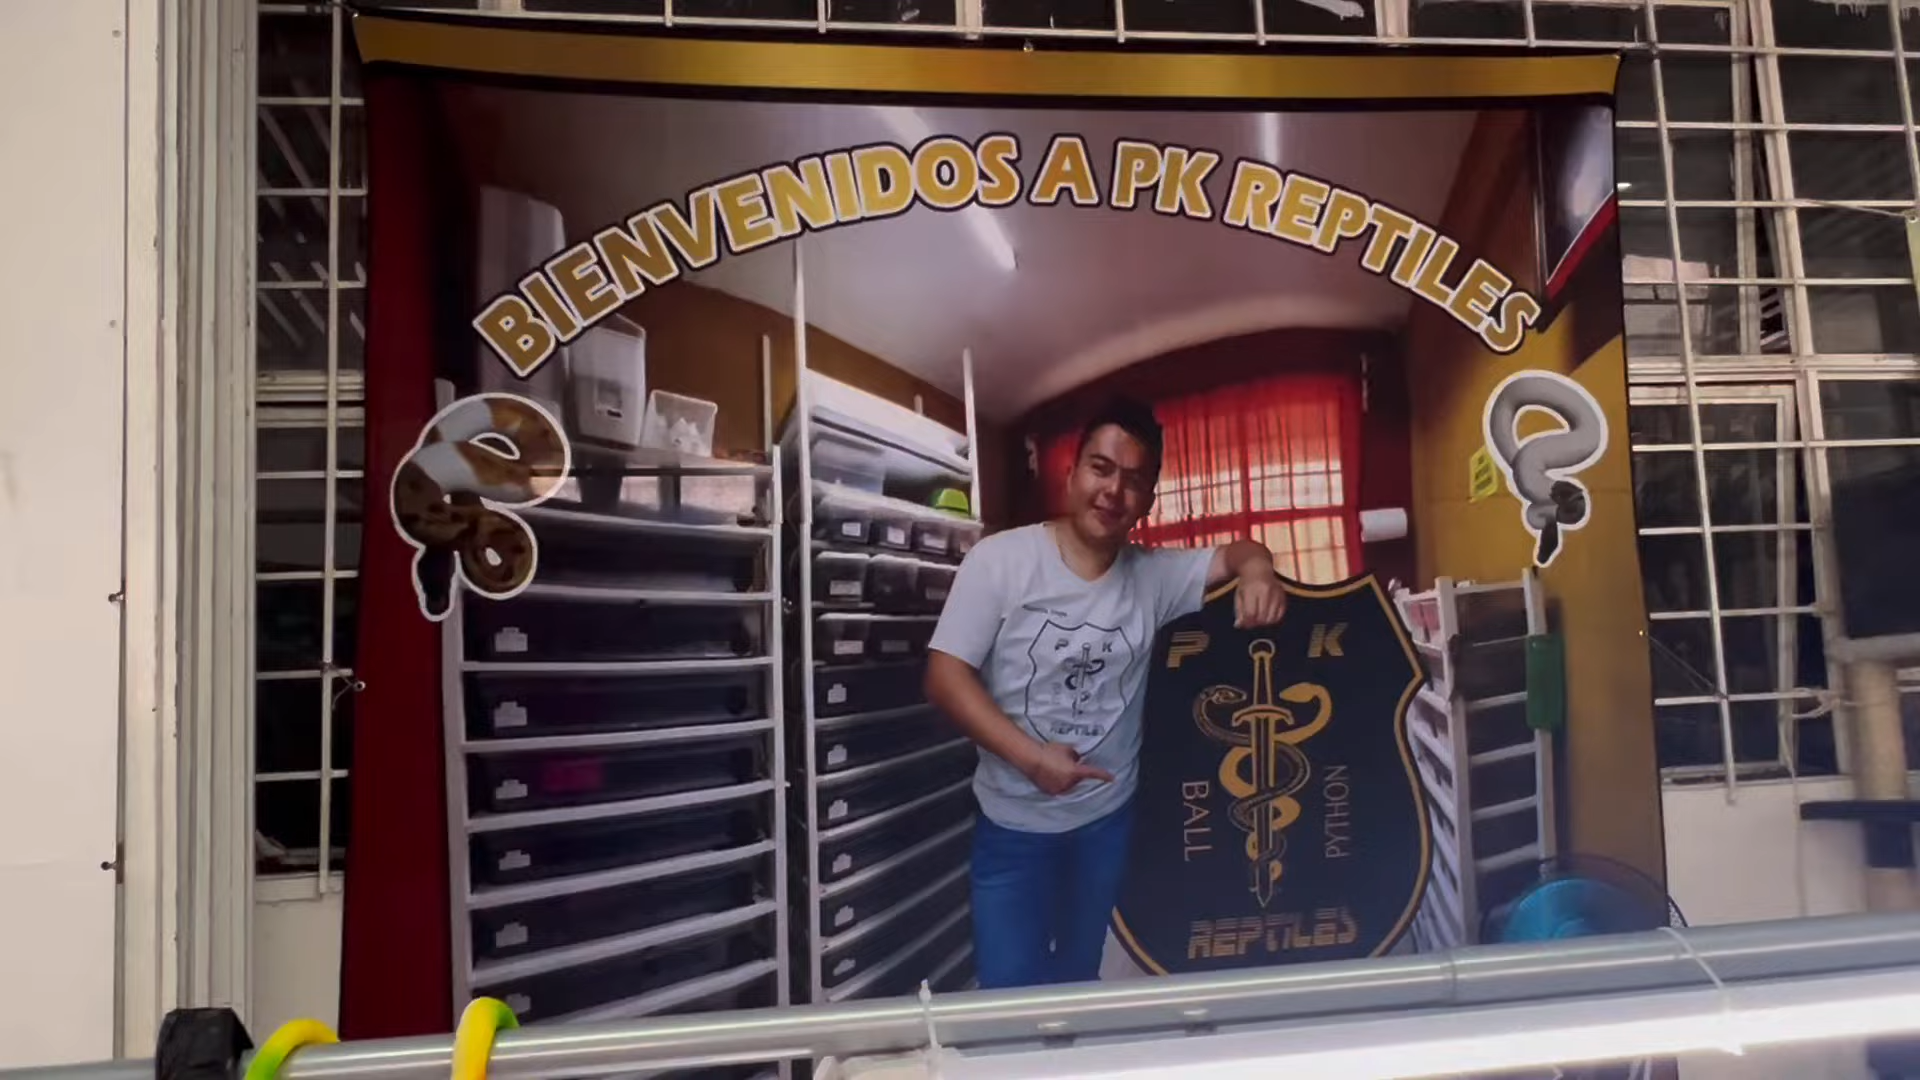 BIENVENIDOS A PK REPTILES
P K
REPTILES
P K
BALL
PYTHON
REPTILES